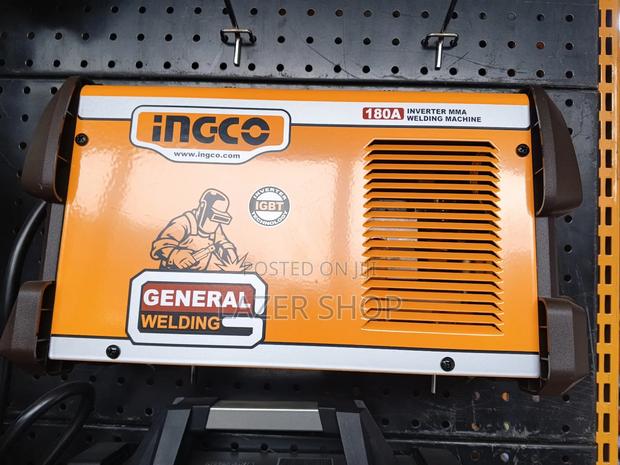 INGCO
www.ingco.com
180A INVERTER MMA
WELDING MACHINE
INVERTER
IGBT
TECHNOLOGY
POSTED ON JIJI
LAZER SHOP
GENERAL
WELDING